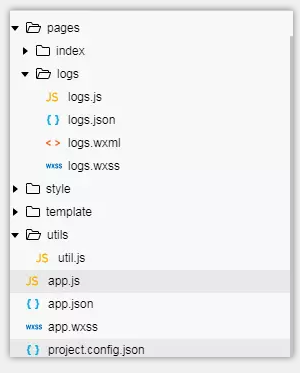 pages
index
logs
JS logs.js
{ } logs.json
< > logs.wxml
wxss logs.wxss
style
template
utils
JS util.js
JS app.js
{ } app.json
wxss app.wxss
{ } project.config.json